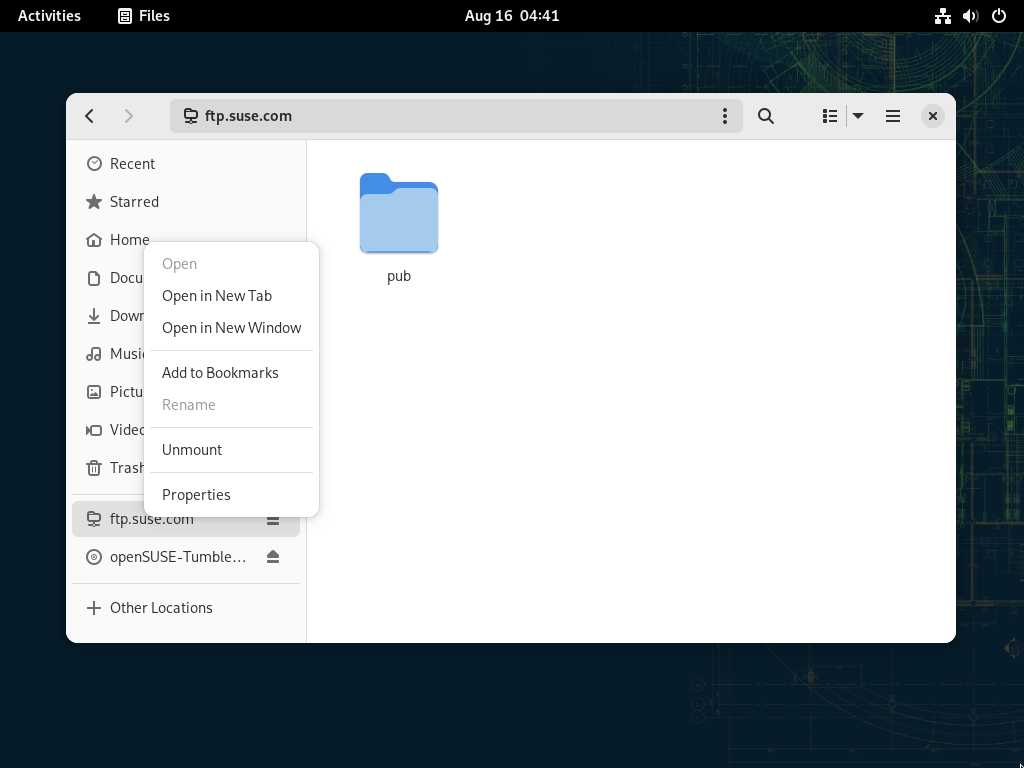 Activities
Files
Aug 16 04:41
ftp.suse.com
Recent
Starred
Home
Docu
Down
Music
Pictu
Video
Trash
ftp.suse.com
openSUSE-Tumble...
Other Locations
Open
Open in New Tab
Open in New Window
Add to Bookmarks
Rename
Unmount
Properties
pub